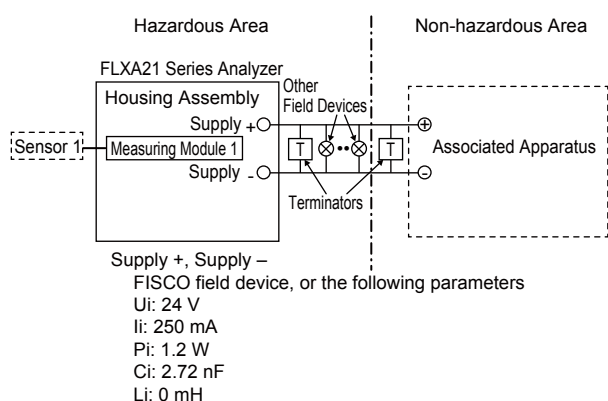 Hazardous Area
Non-hazardous Area
FLXA21 Series Analyzer
Other
Field Devices
Housing Assembly
Supply +
Sensor 1
Measuring Module 1
T
T
Associated Apparatus
Supply -
Terminators
Supply +, Supply –
FISCO field device, or the following parameters
Ui: 24 V
Ii: 250 mA
Pi: 1.2 W
Ci: 2.72 nF
Li: 0 mH